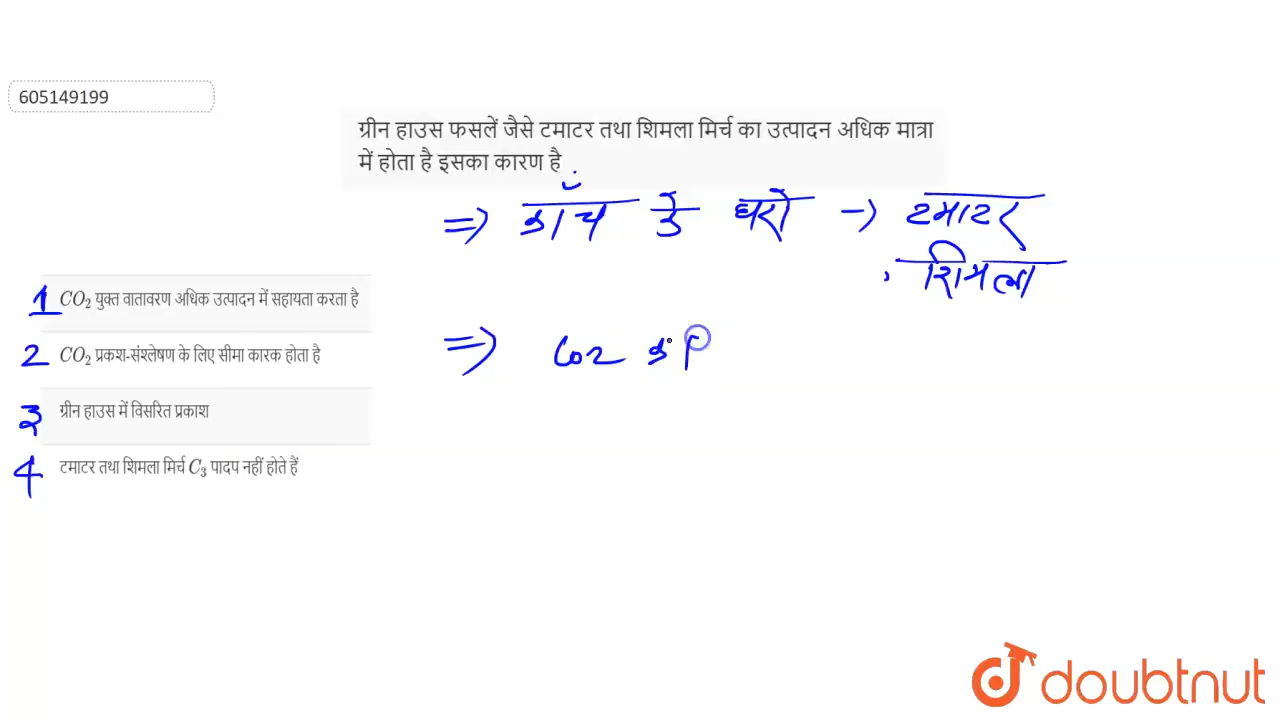 605149199
ग्रीन हाउस फसलें जैसे टमाटर तथा शिमला मिर्च का उत्पादन अधिक मात्रा
में होता है इसका कारण है
=> काँच के घरो -> टमाटर
, शिमला
1 CO₂ युक्त वातावरण अधिक उत्पादन में सहायता करता है
2 CO₂ प्रकश-संश्लेषण के लिए सीमा कारक होता है
3 ग्रीन हाउस में विसरित प्रकाश
4 टमाटर तथा शिमला मिर्च C₃ पादप नहीं होते हैं
=> CO2
doubtnut